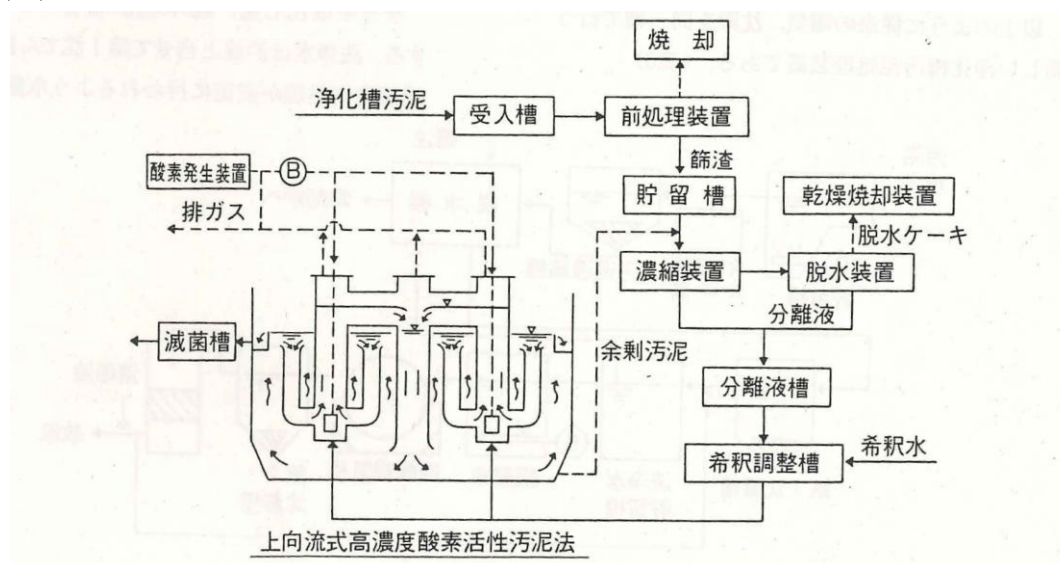 焼却
浄化槽汚泥
受入槽
前処理装置
篩渣
酸素発生装置
B
排ガス
貯留槽
乾燥焼却装置
脱水ケーキ
濃縮装置
脱水装置
分離液
滅菌槽
余剰汚泥
分離液槽
希釈水
希釈調整槽
上向流式高濃度酸素活性汚泥法